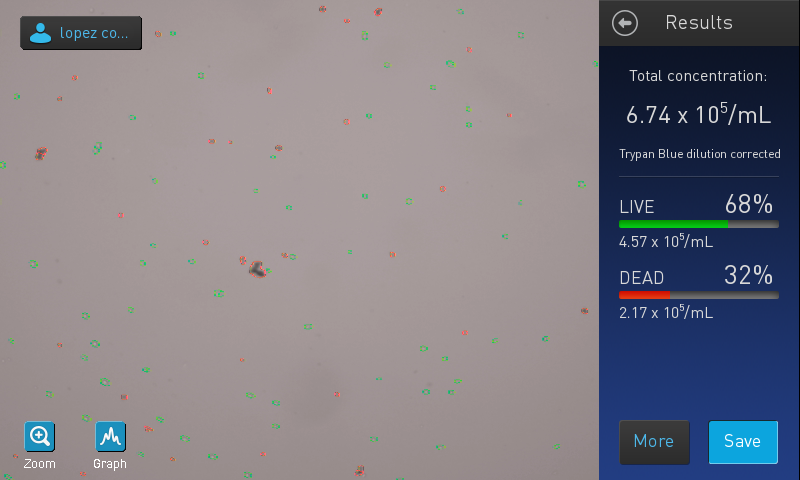 lopez co...
Results
Total concentration:
6.74 x 10⁵/mL
Trypan Blue dilution corrected
LIVE 68%
4.57 x 10⁵/mL
DEAD 32%
2.17 x 10⁵/mL
Zoom
Graph
More
Save